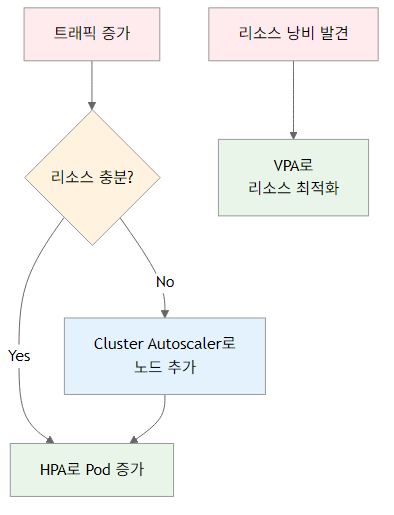 트래픽 증가
리소스 낭비 발견
리소스 충분?
VPA로
리소스 최적화
No
Cluster Autoscaler로
노드 추가
Yes
HPA로 Pod 증가